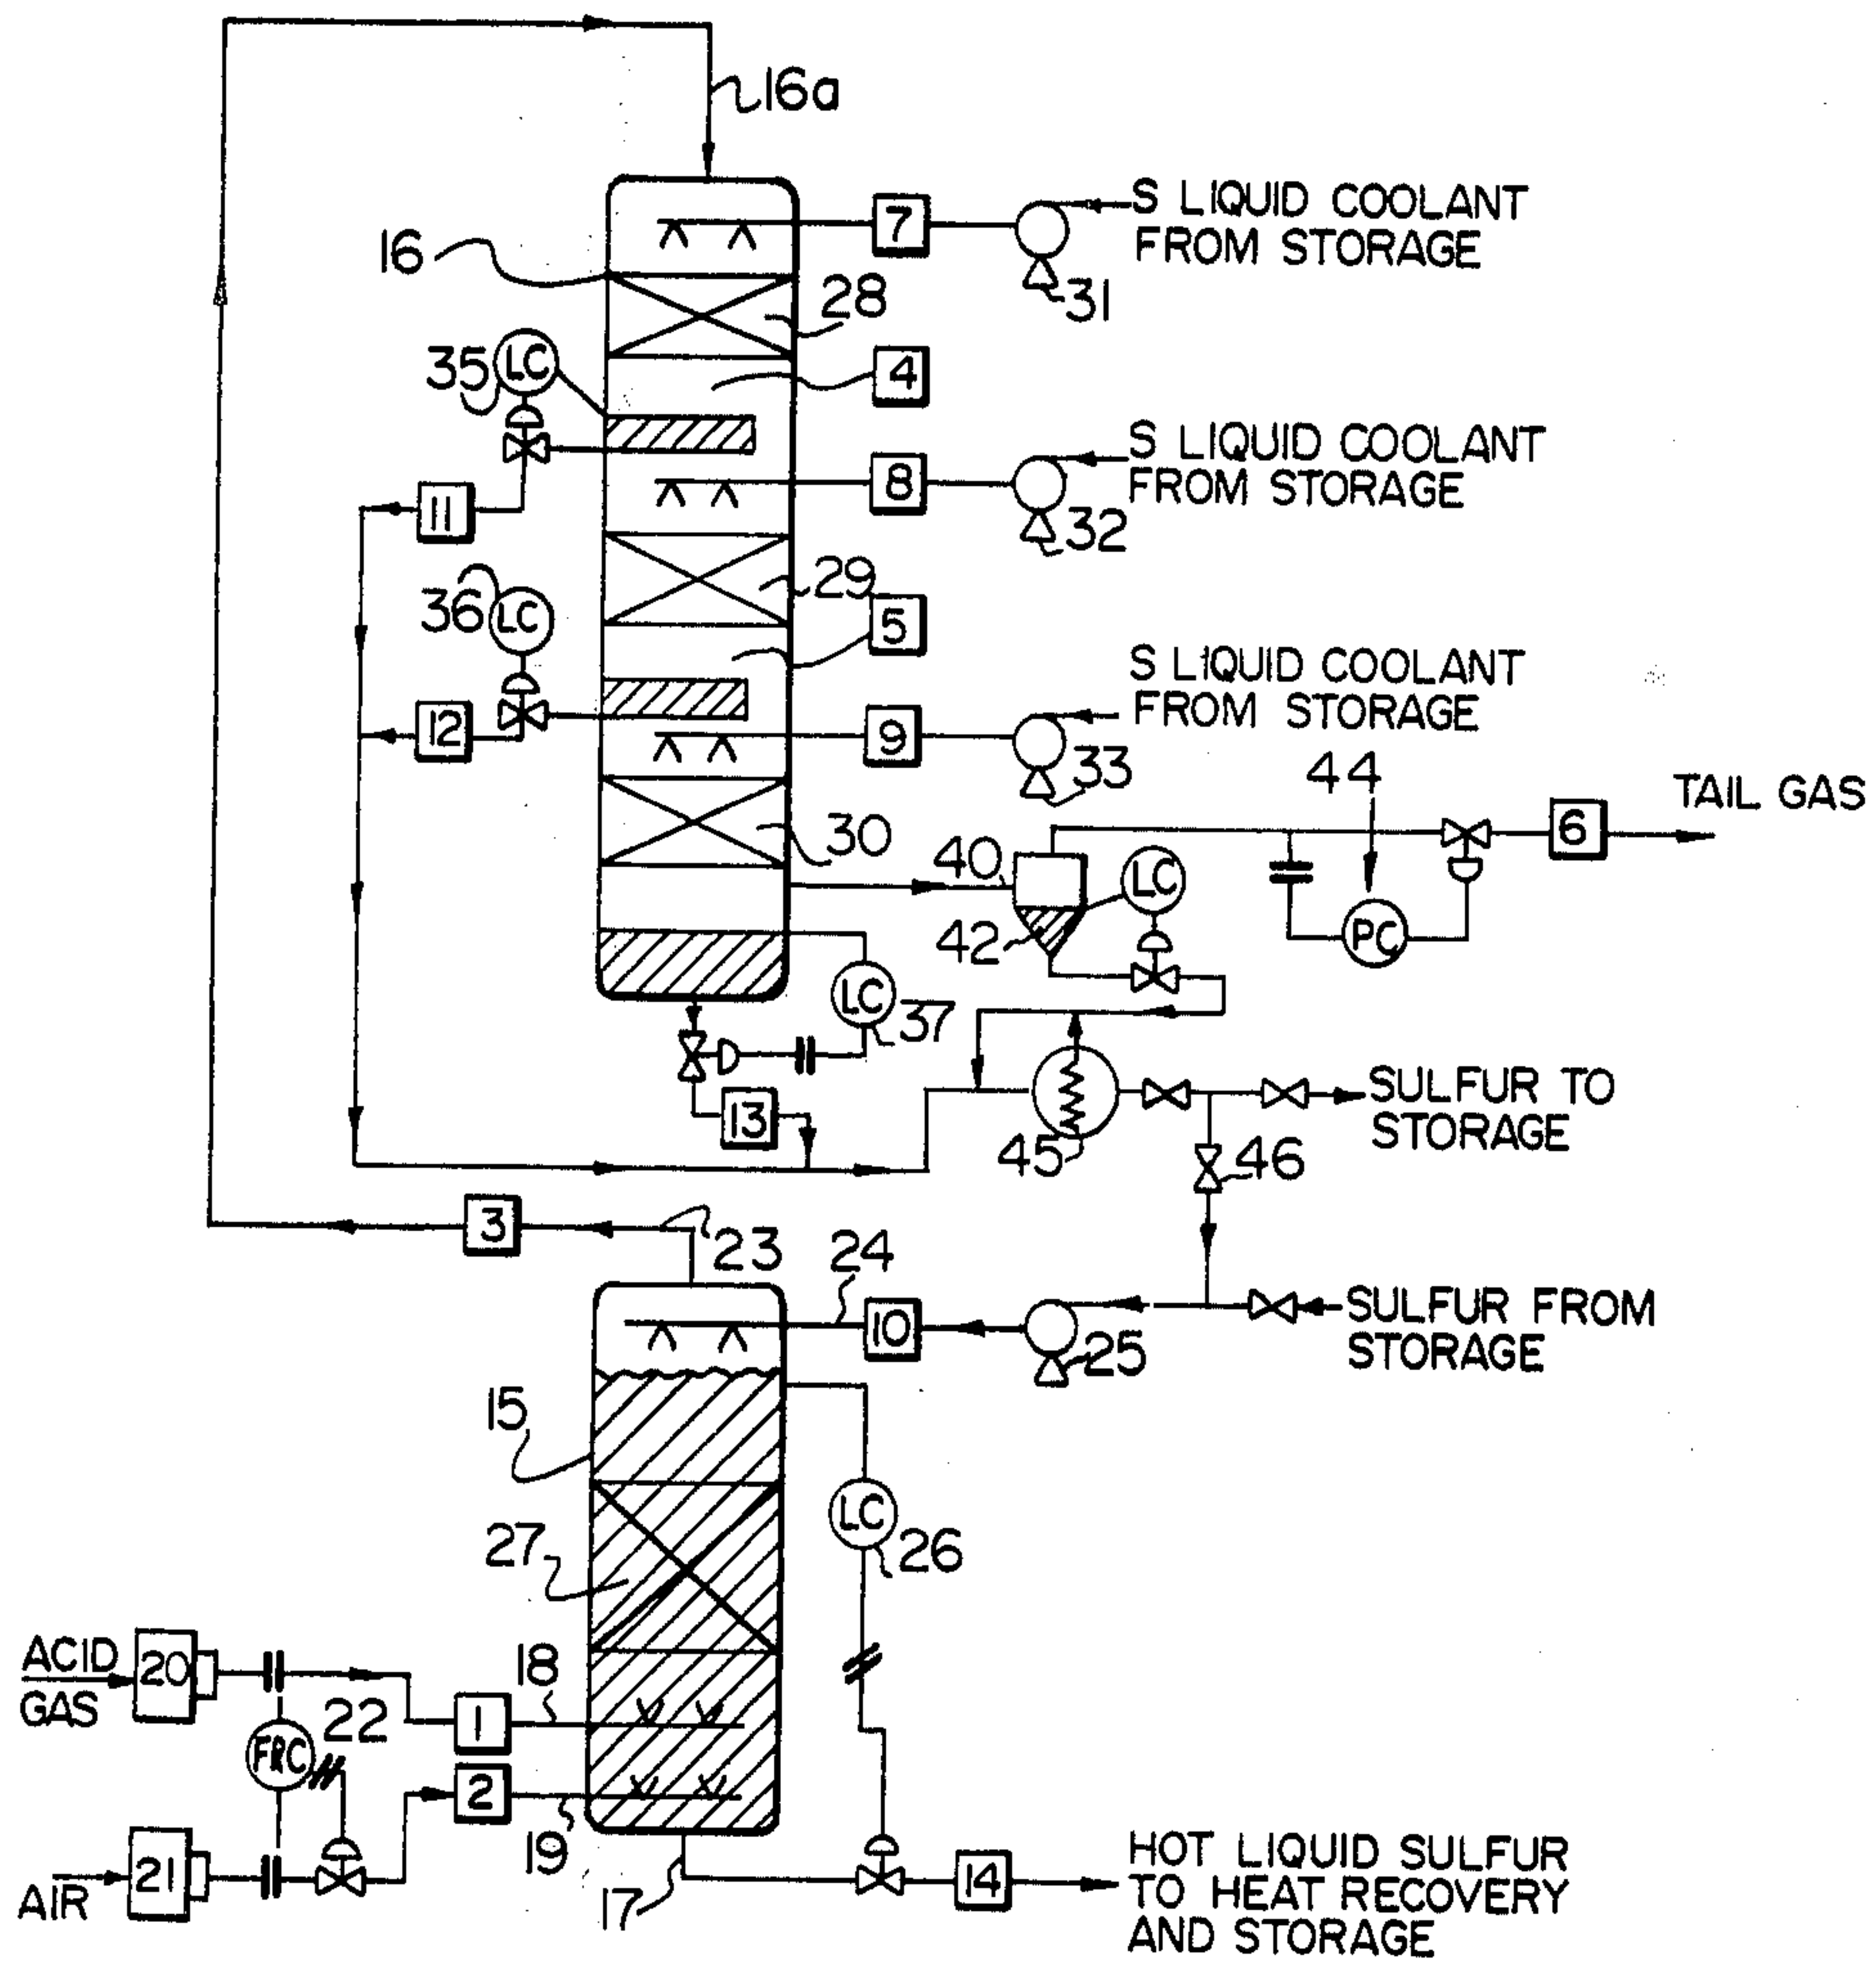 16a
S LIQUID COOLANT
FROM STORAGE
7
31
16
28
LC
35
4
S LIQUID COOLANT
FROM STORAGE
8
32
11
29
5
LC
36
S LIQUID COOLANT
FROM STORAGE
12
9
33
44
TAIL GAS
6
30
40
LC
42
PC
LC
37
13
SULFUR TO
STORAGE
45
46
3
23
24
10
SULFUR FROM
STORAGE
25
15
LC
26
27
ACID
GAS
20
18
1
22
FRC
2
19
AIR
21
17
14
HOT LIQUID SULFUR
TO HEAT RECOVERY
AND STORAGE